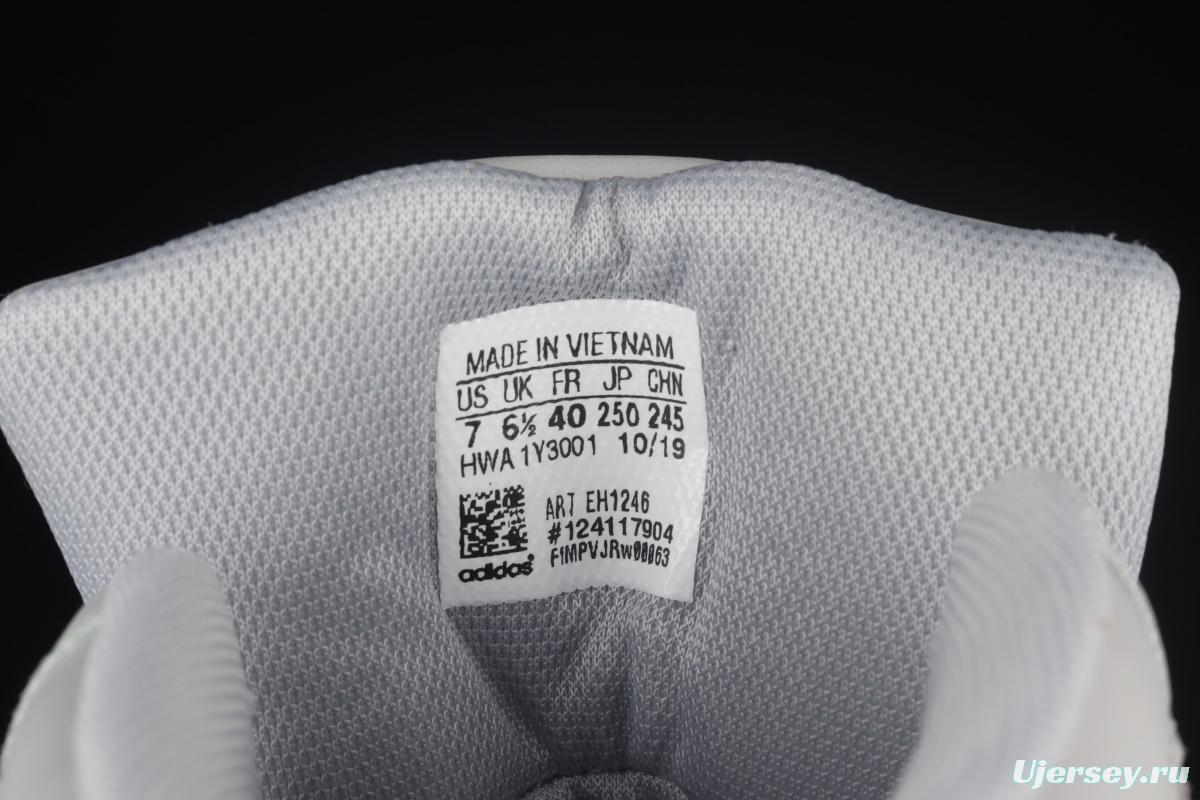 MADE IN VIETNAM
US UK FR JP CHN
7 6½ 40 250 245
HWA 1Y3001 10/19
ART EH1246
#124117904
adidas
Ujersey.ru